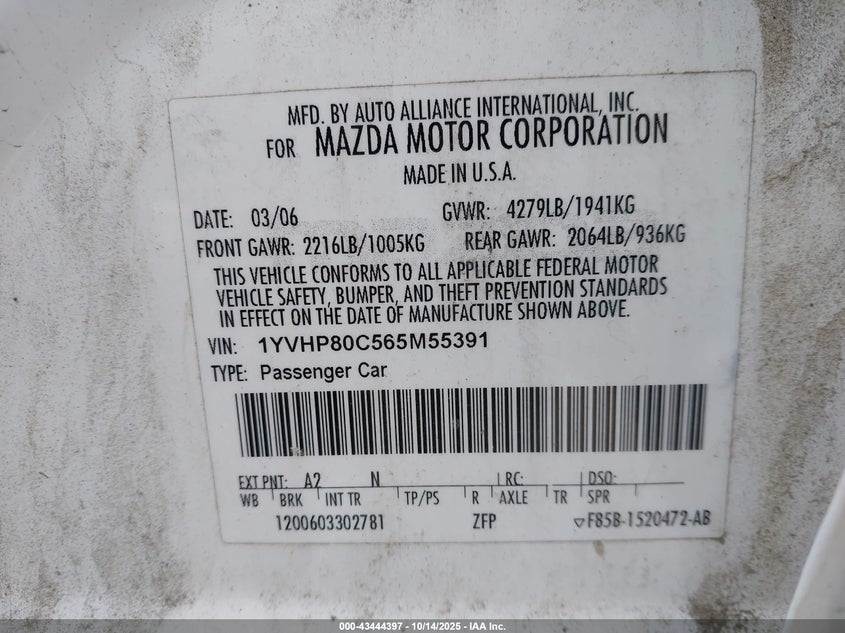 MFD. BY AUTO ALLIANCE INTERNATIONAL, INC.
FOR MAZDA MOTOR CORPORATION
MADE IN U.S.A.
DATE: 03/06 GVWR: 4279LB/1941KG
FRONT GAWR: 2216LB/1005KG REAR GAWR: 2064LB/936KG
THIS VEHICLE CONFORMS TO ALL APPLICABLE FEDERAL MOTOR
VEHICLE SAFETY, BUMPER, AND THEFT PREVENTION STANDARDS
IN EFFECT ON THE DATE OF MANUFACTURE SHOWN ABOVE.
VIN: 1YVHP80C565M55391
TYPE: Passenger Car
EXT PNT: A2 N RC: DSO:
WB BRK INT TR TP/PS R AXLE TR SPR
1200603302781 ZFP F85B-1520472-AB
000-43444397 - 10/14/2025 - IAA Inc.